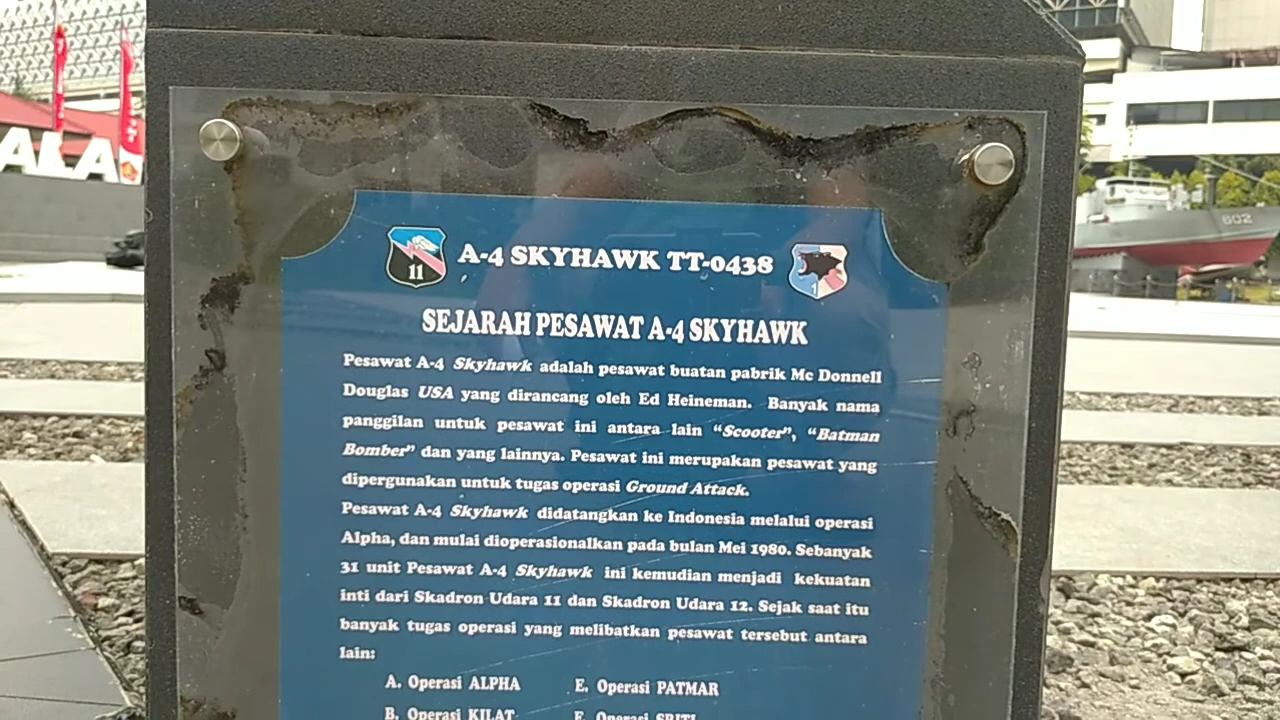 ALA
602
11
A-4 SKYHAWK TT-0438
1
SEJARAH PESAWAT A-4 SKYHAWK
Pesawat A-4 Skyhawk adalah pesawat buatan pabrik Mc Donnell
Douglas USA yang dirancang oleh Ed Heineman. Banyak nama
panggilan untuk pesawat ini antara lain “Scooter”, “Batman
Bomber” dan yang lainnya. Pesawat ini merupakan pesawat yang
dipergunakan untuk tugas operasi Ground Attack.
Pesawat A-4 Skyhawk didatangkan ke Indonesia melalui operasi
Alpha, dan mulai dioperasionalkan pada bulan Mei 1980. Sebanyak
31 unit Pesawat A-4 Skyhawk ini kemudian menjadi kekuatan
inti dari Skadron Udara 11 dan Skadron Udara 12. Sejak saat itu
banyak tugas operasi yang melibatkan pesawat tersebut antara
lain:
A. Operasi ALPHA E. Operasi PATMAR
B. Operasi KILAT F. Operasi SRITI